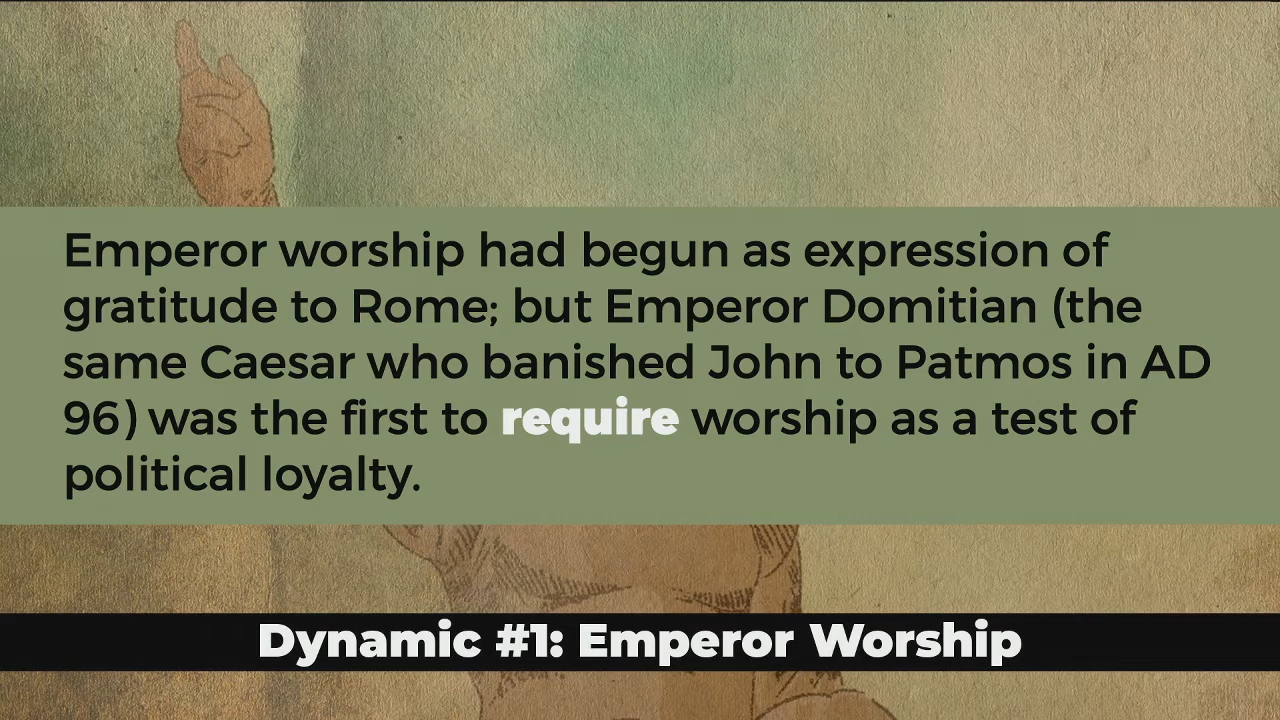 Emperor worship had begun as expression of
gratitude to Rome; but Emperor Domitian (the
same Caesar who banished John to Patmos in AD
96) was the first to require worship as a test of
political loyalty.
Dynamic #1: Emperor Worship